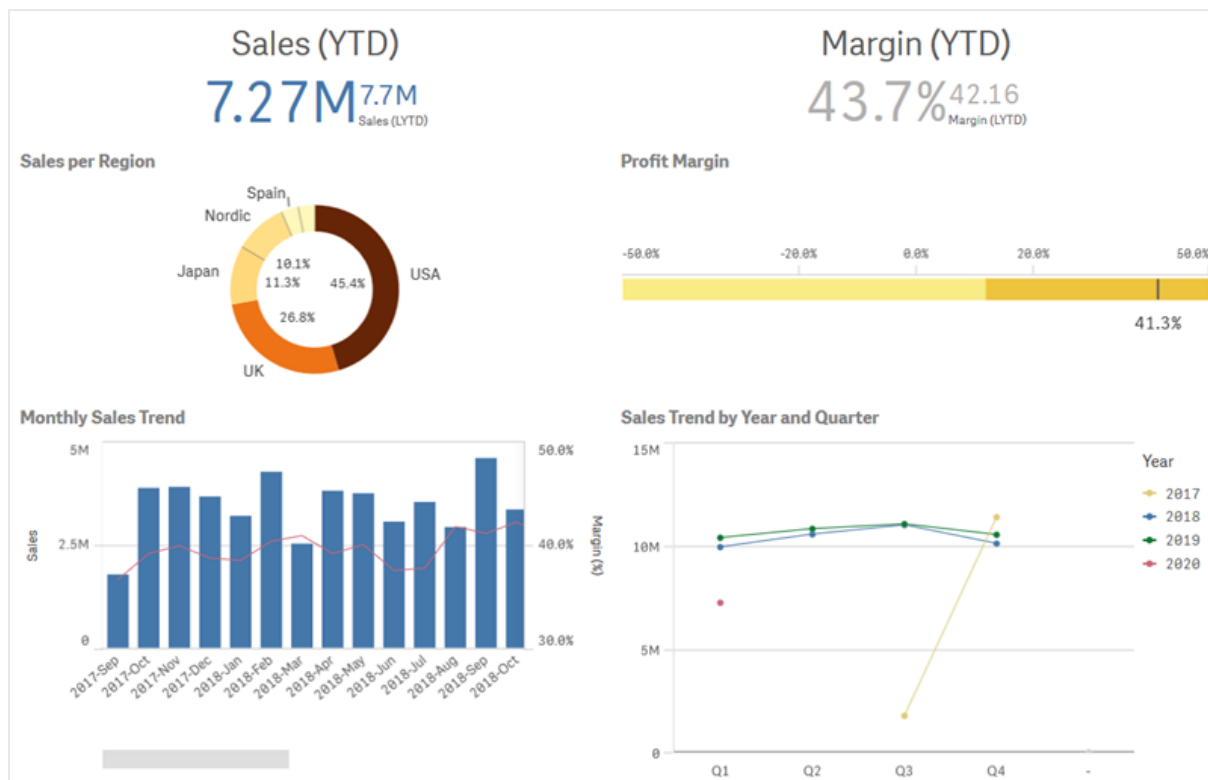 Sales (YTD)
7.27M 7.7M
Sales (LYTD)
Margin (YTD)
43.7% 42.16
Margin (LYTD)
Sales per Region
Spain
Nordic
Japan
UK
USA
10.1%
11.3%
45.4%
26.8%
Profit Margin
-50.0% -20.0% 0.0% 20.0% 50.0%
41.3%
Monthly Sales Trend
5M
2.5M
0
Sales
50.0%
40.0%
30.0%
Margin (%)
2017-Sep
2017-Oct
2017-Nov
2017-Dec
2018-Jan
2018-Feb
2018-Mar
2018-Apr
2018-May
2018-Jun
2018-Jul
2018-Aug
2018-Sep
2018-Oct
Sales Trend by Year and Quarter
15M
10M
5M
0
Q1 Q2 Q3 Q4 -
Year
2017
2018
2019
2020